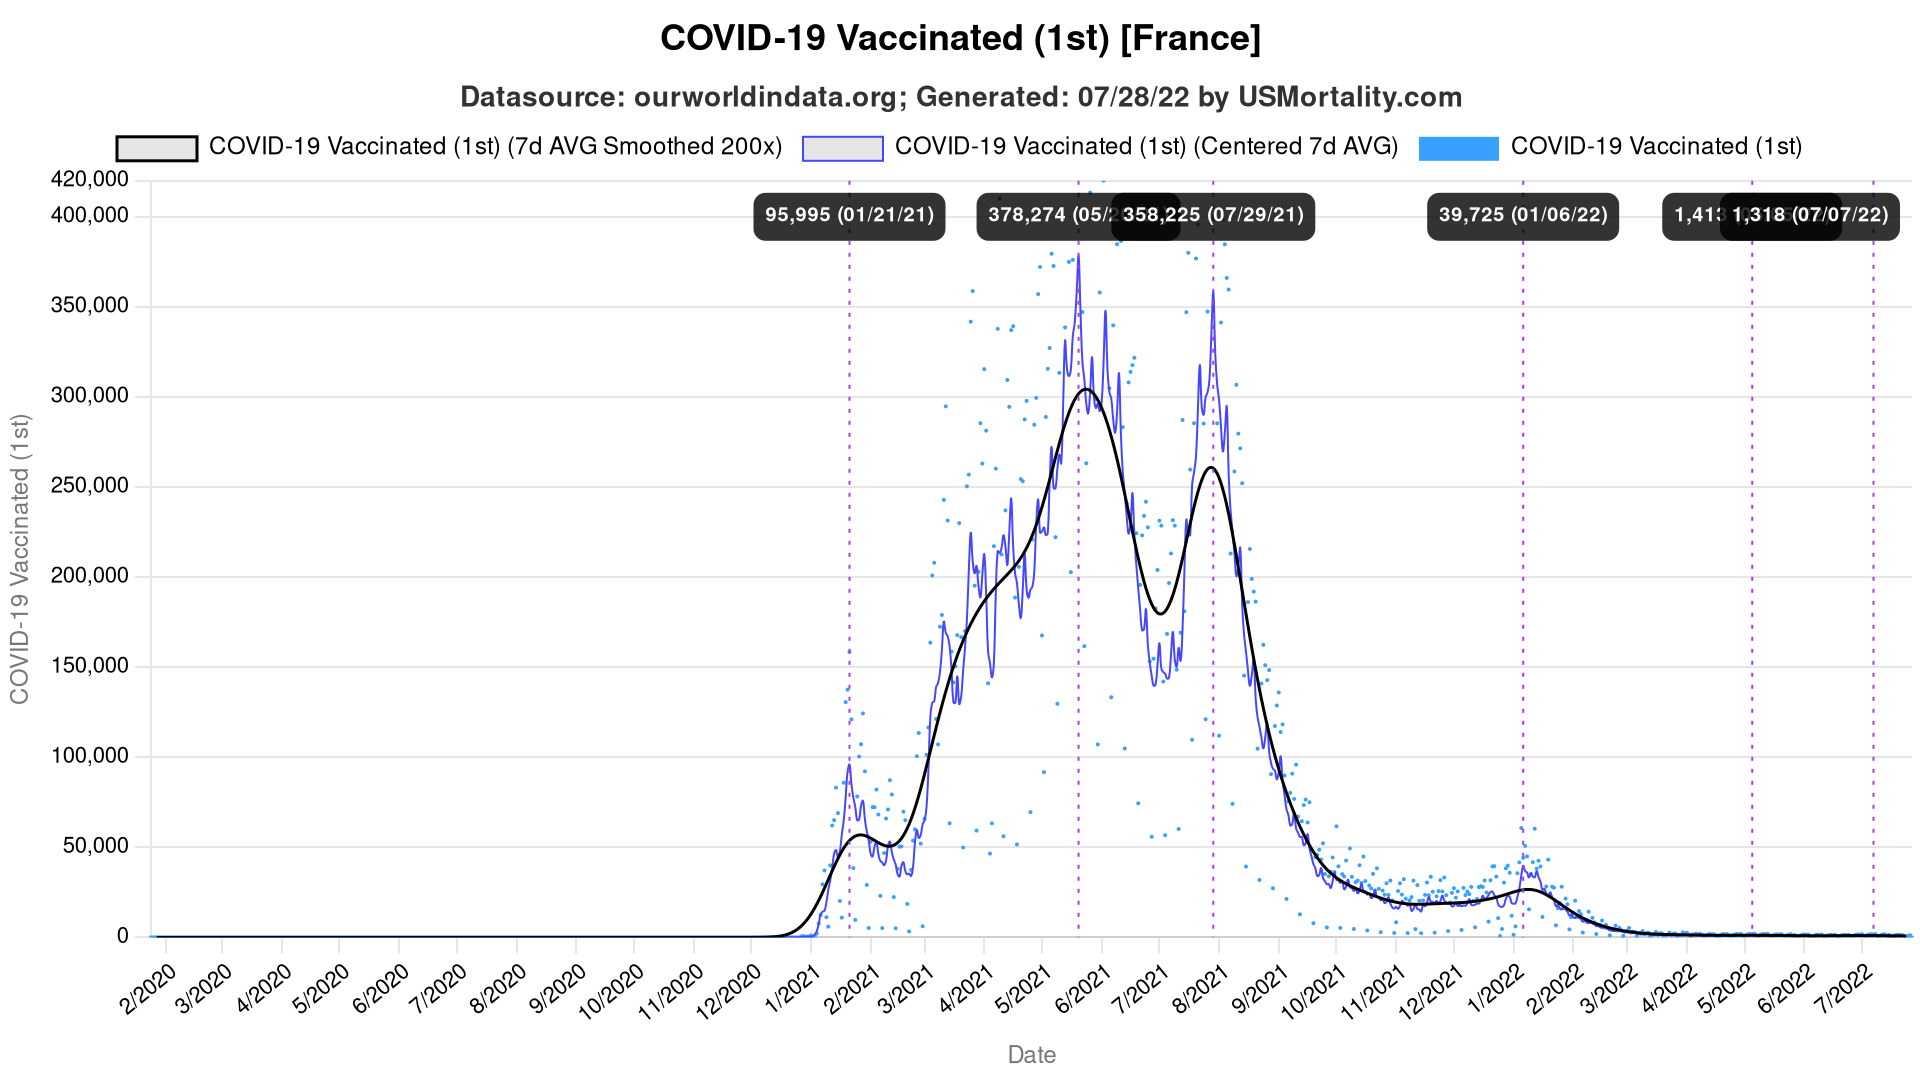 COVID-19 Vaccinated (1st) [France]
Datasource: ourworldindata.org; Generated: 07/28/22 by USMortality.com
COVID-19 Vaccinated (1st) (7d AVG Smoothed 200x) COVID-19 Vaccinated (1st) (Centered 7d AVG) COVID-19 Vaccinated (1st)
95,995 (01/21/21) 378,274 (05/2 358,225 (07/29/21) 39,725 (01/06/22) 1,413 1,318 (07/07/22)
420,000
400,000
350,000
300,000
250,000
200,000
150,000
100,000
50,000
0
COVID-19 Vaccinated (1st)
2/2020 3/2020 4/2020 5/2020 6/2020 7/2020 8/2020 9/2020 10/2020 11/2020 12/2020 1/2021 2/2021 3/2021 4/2021 5/2021 6/2021 7/2021 8/2021 9/2021 10/2021 11/2021 12/2021 1/2022 2/2022 3/2022 4/2022 5/2022 6/2022 7/2022
Date